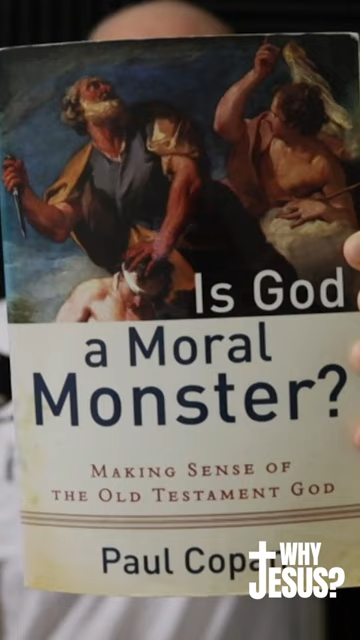 Is God
a Moral
Monster?
MAKING SENSE OF
THE OLD TESTAMENT GOD
Paul
WHY
JESUS?